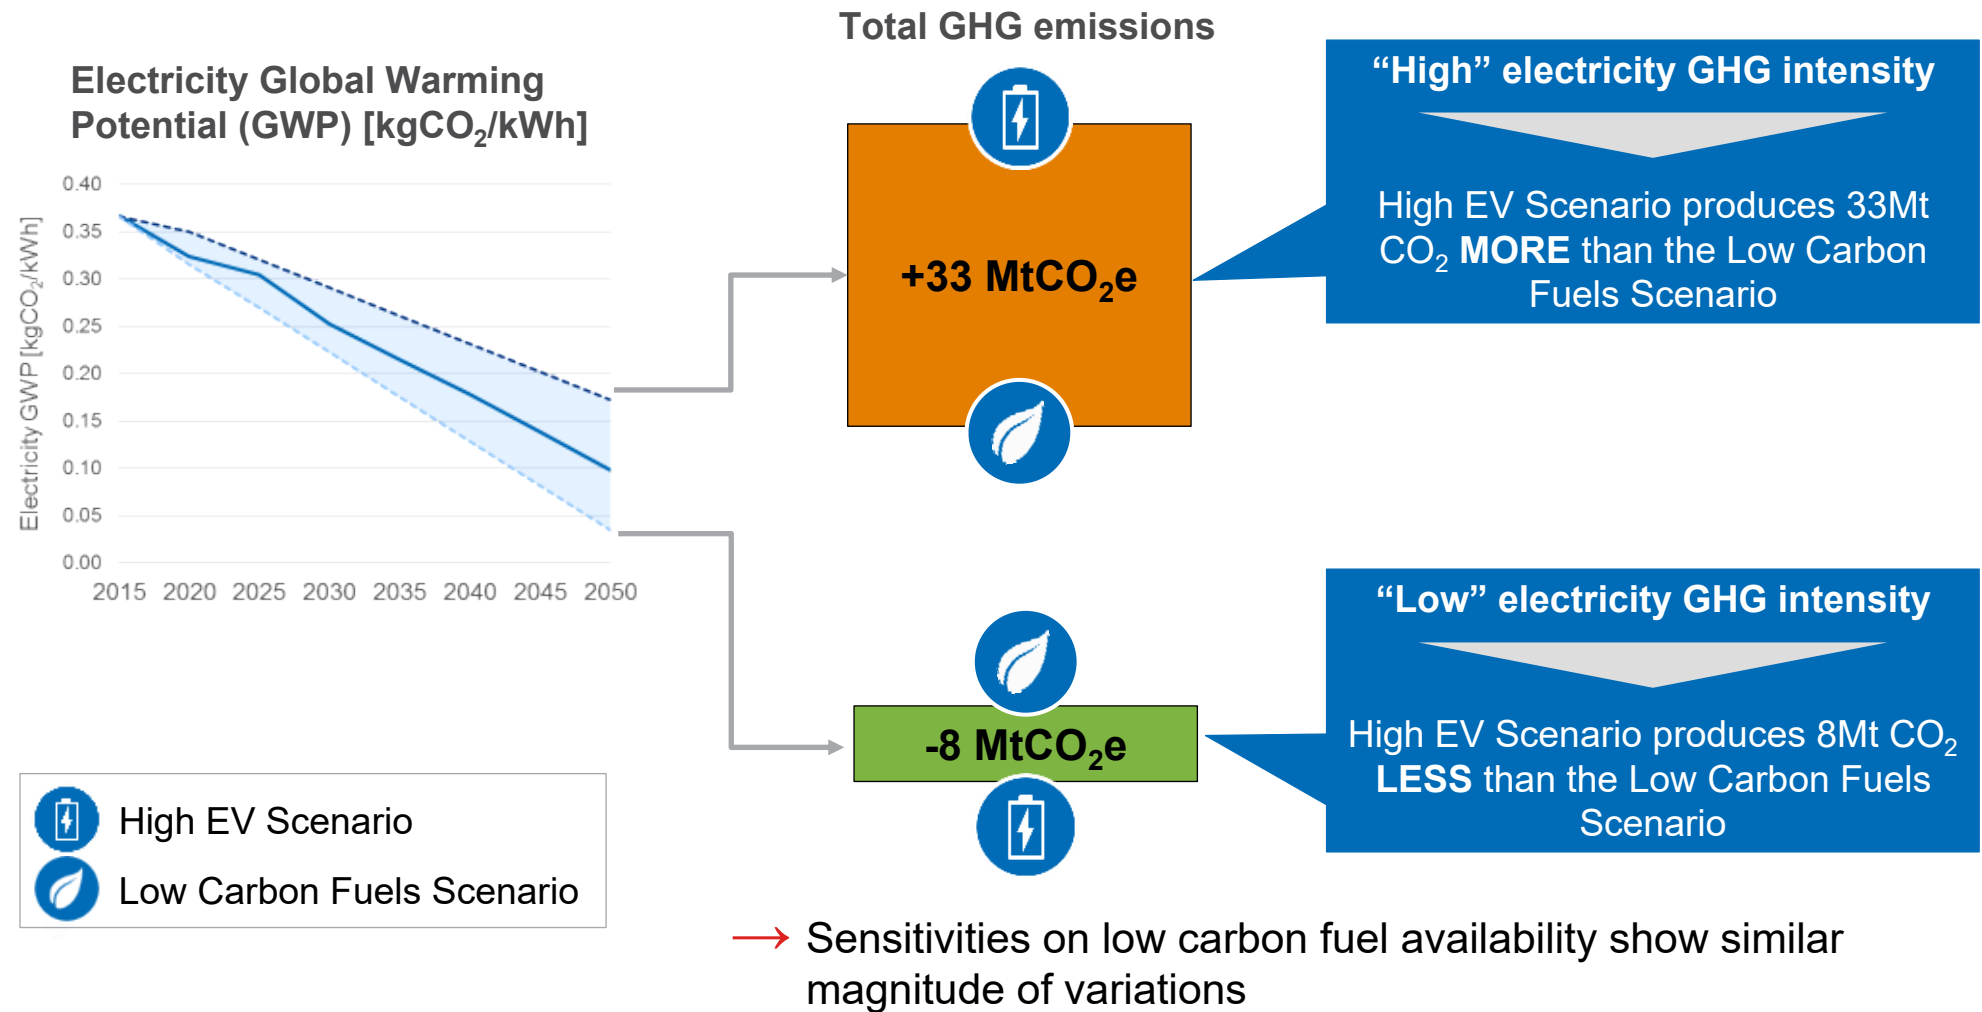 Total GHG emissions
Electricity Global Warming
Potential (GWP) [kgCO₂/kWh]
Electricity GWP [kgCO₂/kWh]
0.40
0.35
0.30
0.25
0.20
0.15
0.10
0.05
0.00
2015 2020 2025 2030 2035 2040 2045 2050
+33 MtCO₂e
“High” electricity GHG intensity
High EV Scenario produces 33Mt
CO₂ MORE than the Low Carbon
Fuels Scenario
-8 MtCO₂e
“Low” electricity GHG intensity
High EV Scenario produces 8Mt CO₂
LESS than the Low Carbon Fuels
Scenario
High EV Scenario
Low Carbon Fuels Scenario
→ Sensitivities on low carbon fuel availability show similar
magnitude of variations